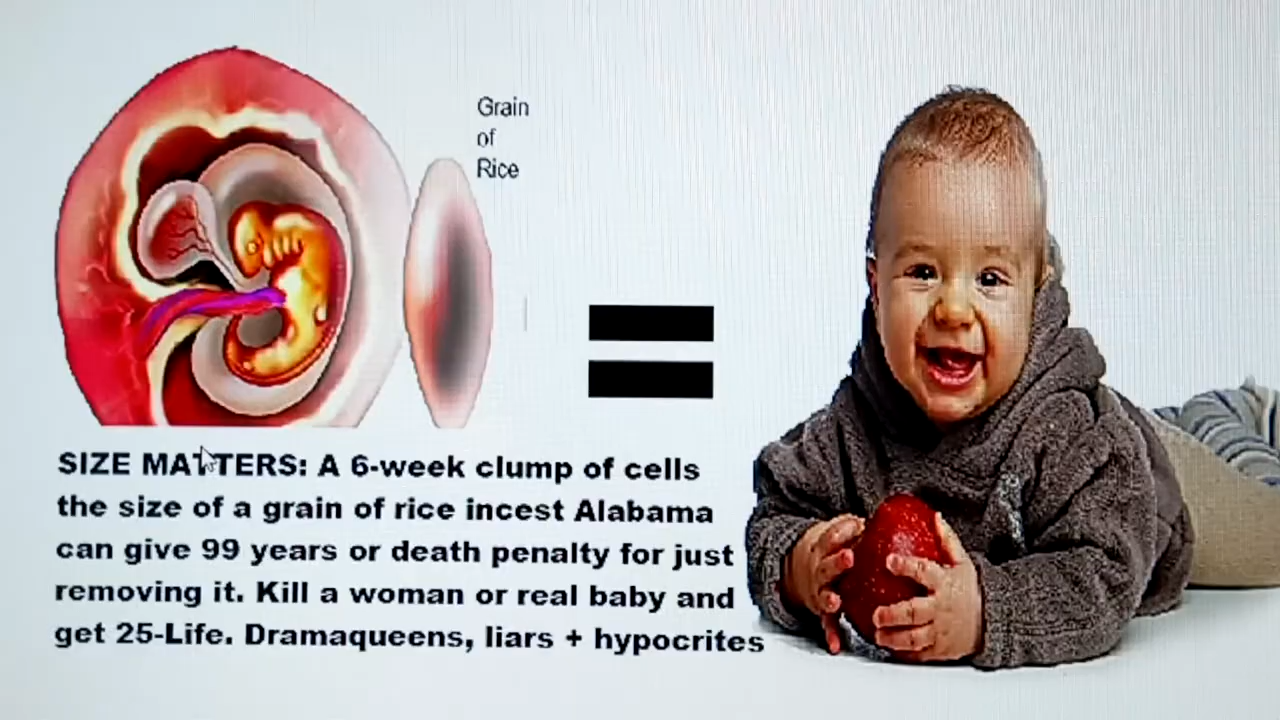 Grain
of
Rice
SIZE MATTERS: A 6-week clump of cells
the size of a grain of rice incest Alabama
can give 99 years or death penalty for just
removing it. Kill a woman or real baby and
get 25-Life. Dramaqueens, liars + hypocrites